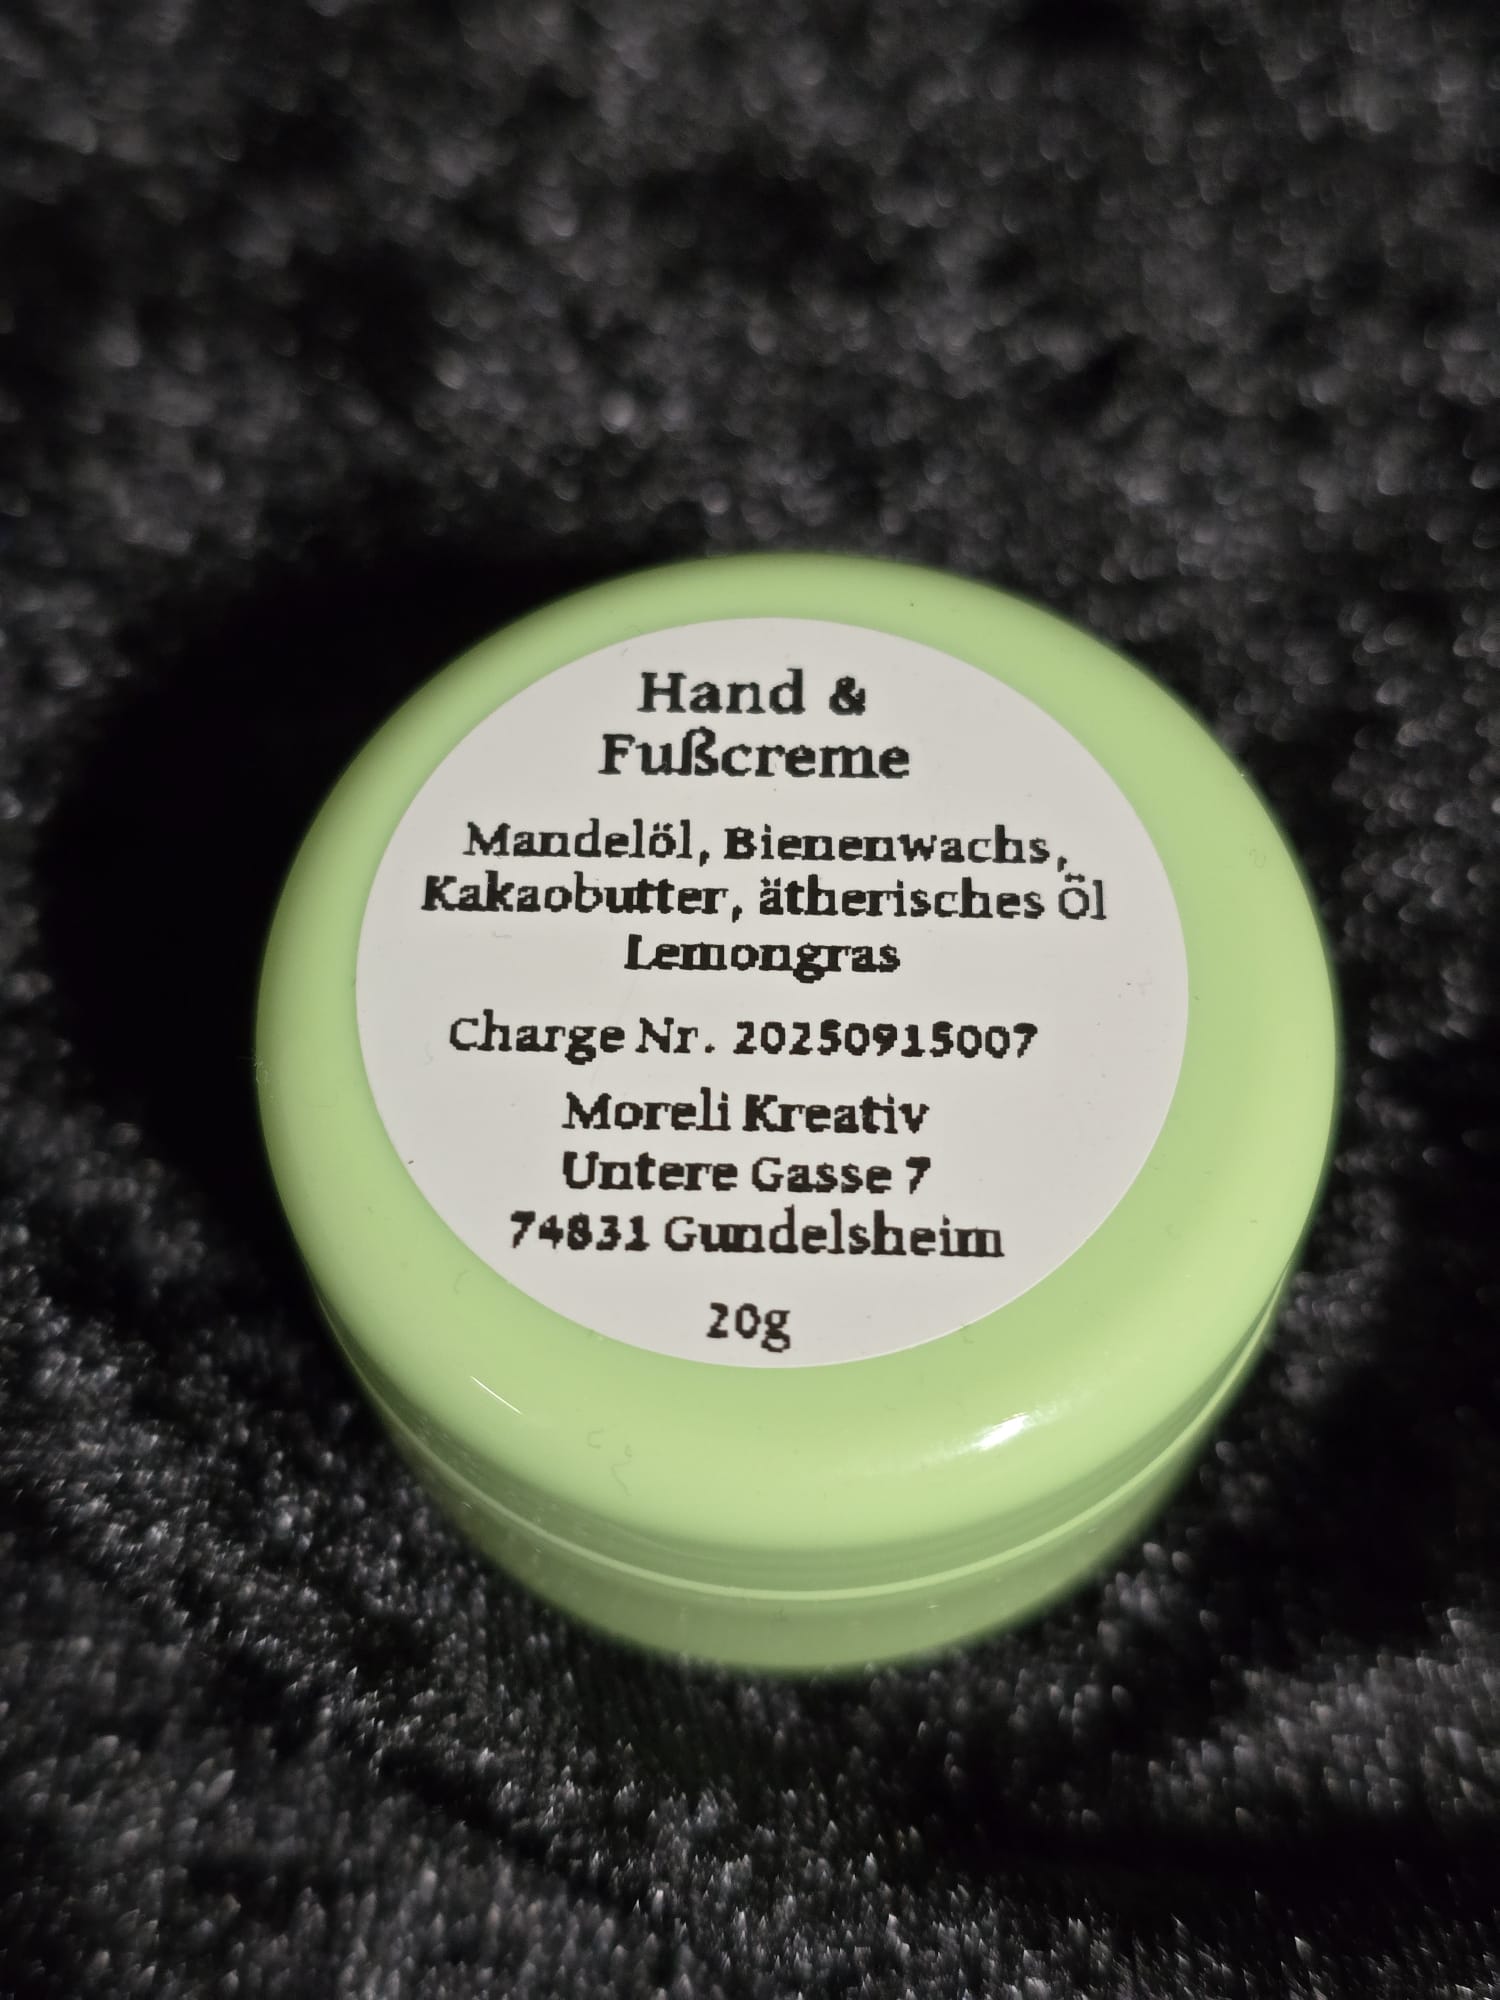 Hand &
Fußcreme
Mandelöl, Bienenwachs,
Kakaobutter, ätherisches Öl
Lemongras
Charge Nr. 20250915007
Moreli Kreativ
Untere Gasse 7
74831 Gundelsheim
20g